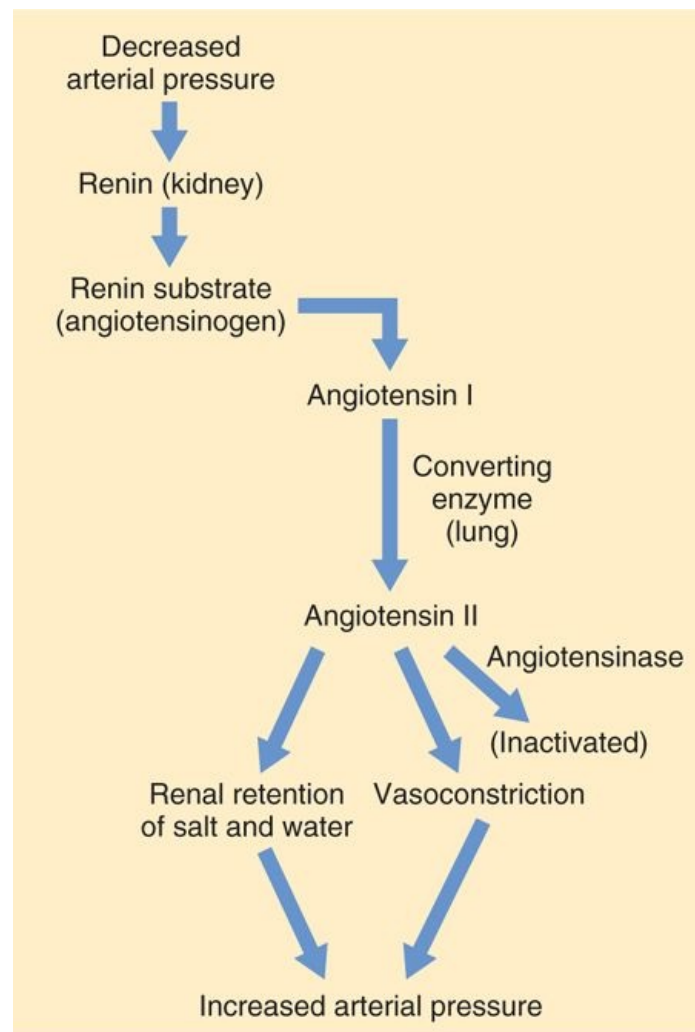 Decreased
arterial pressure
Renin (kidney)
Renin substrate
(angiotensinogen)
Angiotensin I
Converting
enzyme
(lung)
Angiotensin II
Angiotensinase
(Inactivated)
Renal retention
of salt and water
Vasoconstriction
Increased arterial pressure